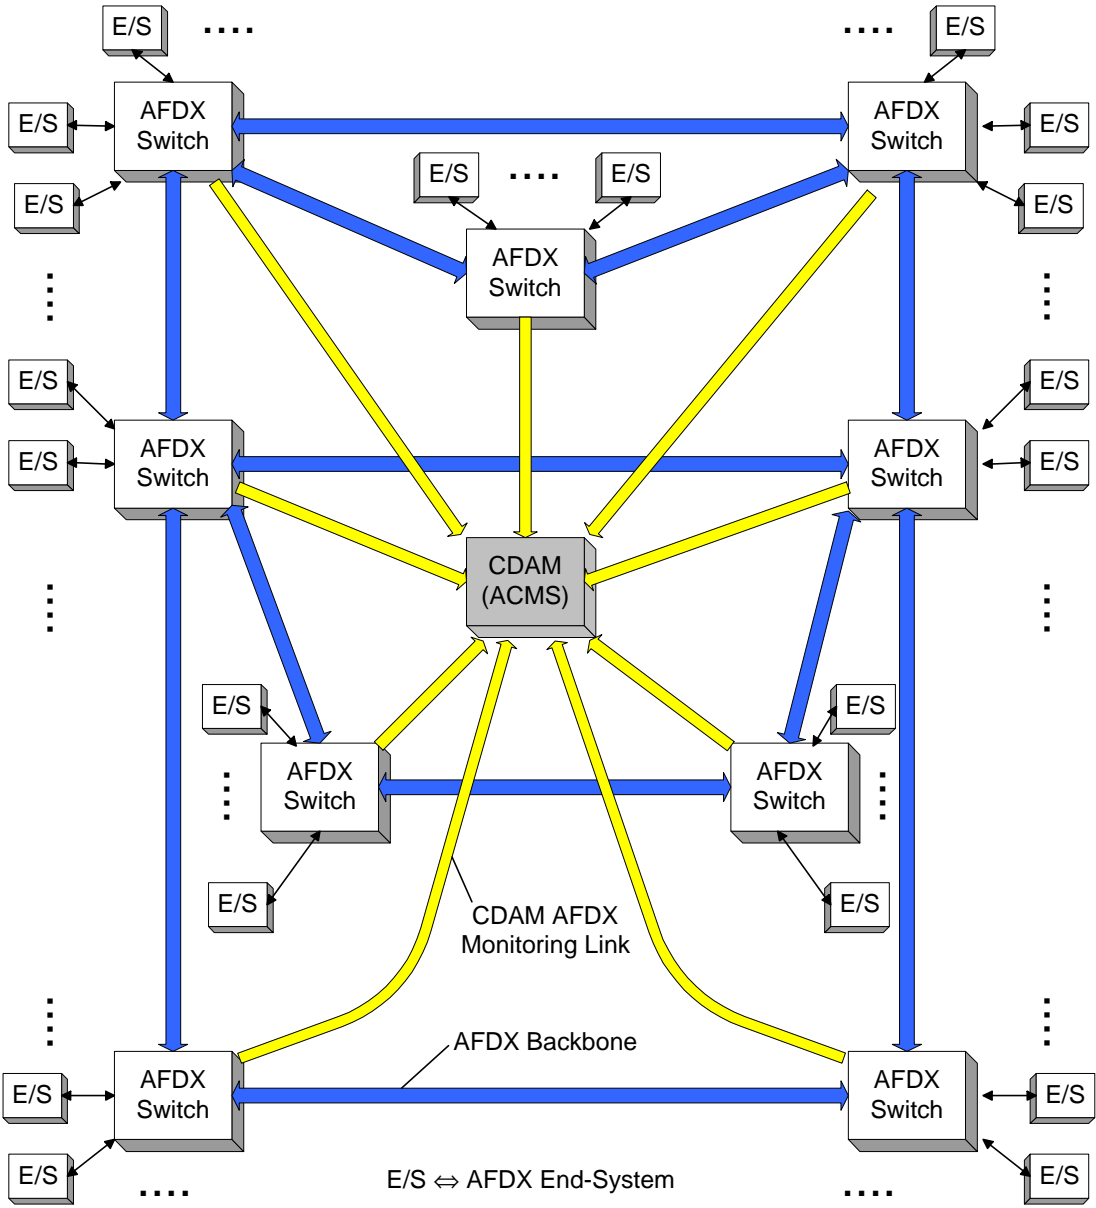 E/S
E/S
E/S
AFDX
Switch
E/S
AFDX
Switch
E/S
E/S
E/S
E/S
E/S
AFDX
Switch
E/S
E/S
AFDX
Switch
E/S
AFDX
Switch
E/S
E/S
CDAM
(ACMS)
E/S
AFDX
Switch
E/S
E/S
AFDX
Switch
E/S
CDAM AFDX
Monitoring Link
AFDX Backbone
E/S
AFDX
Switch
E/S
AFDX
Switch
E/S
E/S
E/S ⇔ AFDX End-System